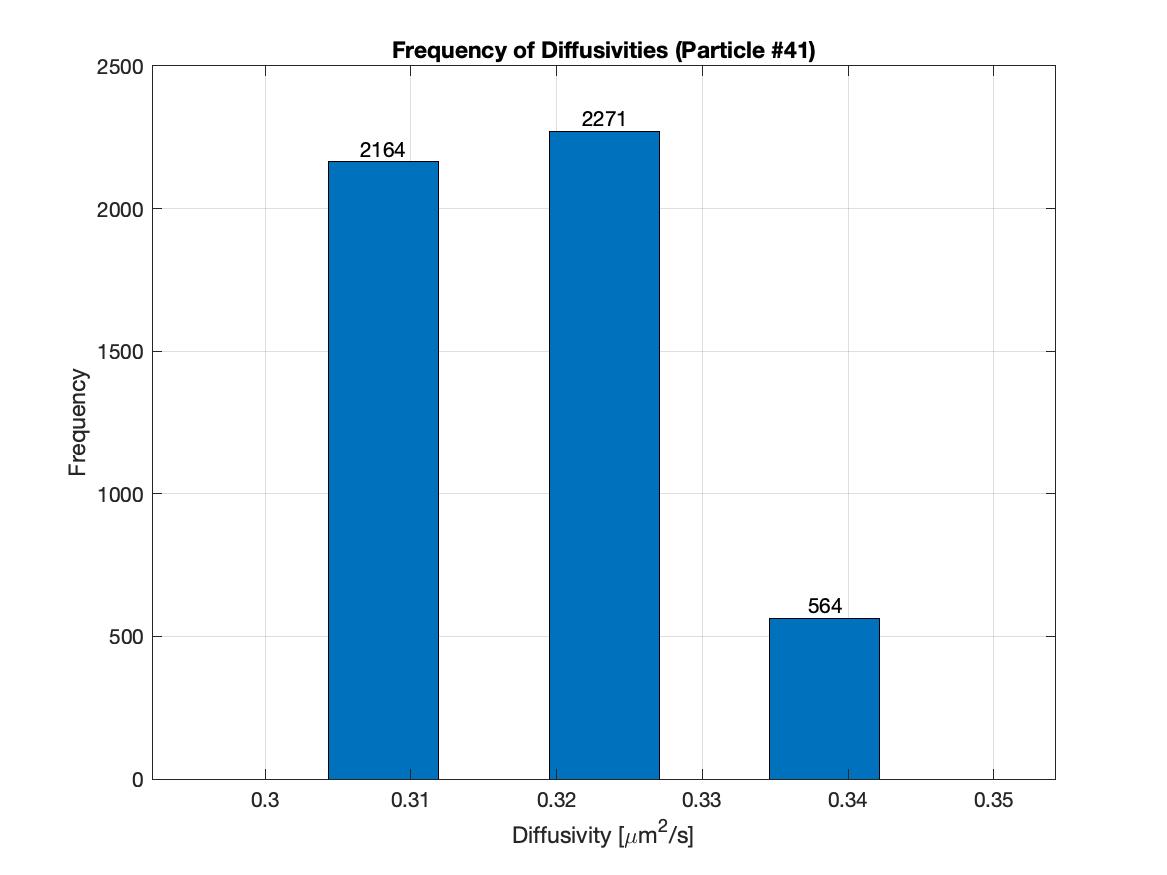 Frequency of Diffusivities (Particle #41)
2500
2000
1500
1000
500
0
Frequency
2164
2271
564
0.3 0.31 0.32 0.33 0.34 0.35
Diffusivity [μm²/s]